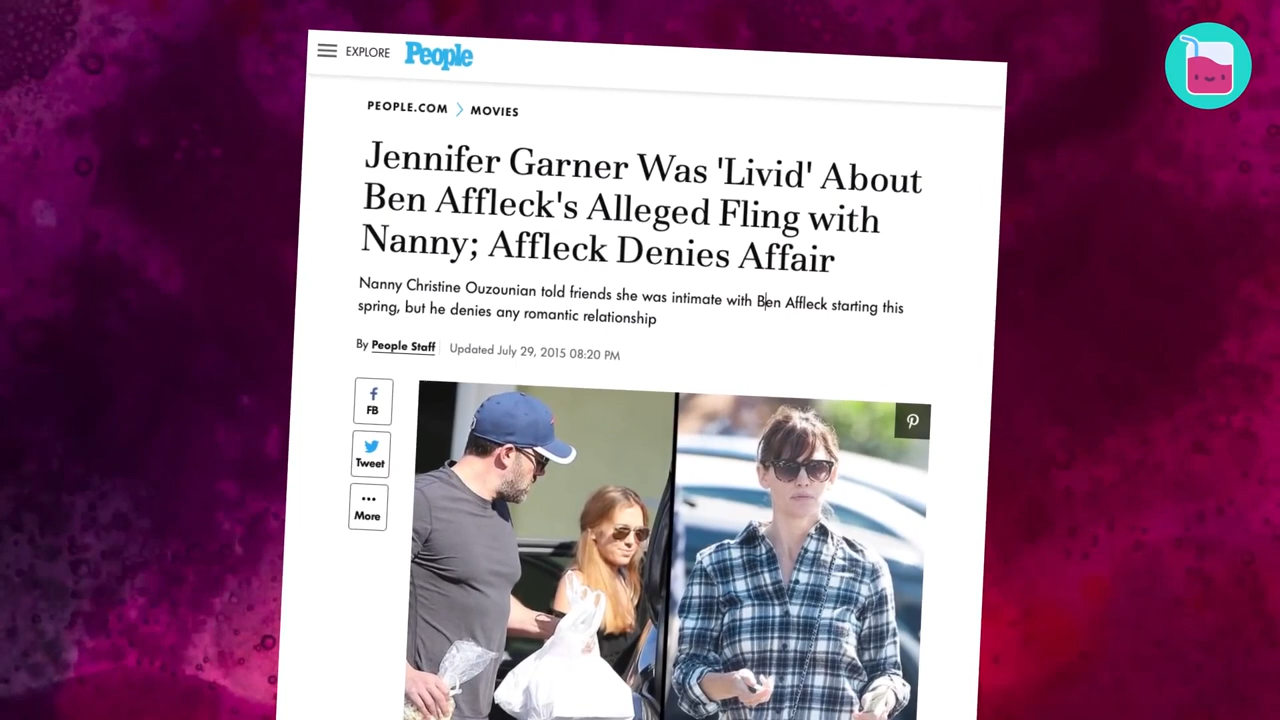 EXPLORE People
PEOPLE.COM > MOVIES
Jennifer Garner Was 'Livid' About
Ben Affleck's Alleged Fling with
Nanny; Affleck Denies Affair
Nanny Christine Ouzounian told friends she was intimate with Ben Affleck starting this
spring, but he denies any romantic relationship
By People Staff Updated July 29, 2015 08:20 PM
FB
Tweet
More